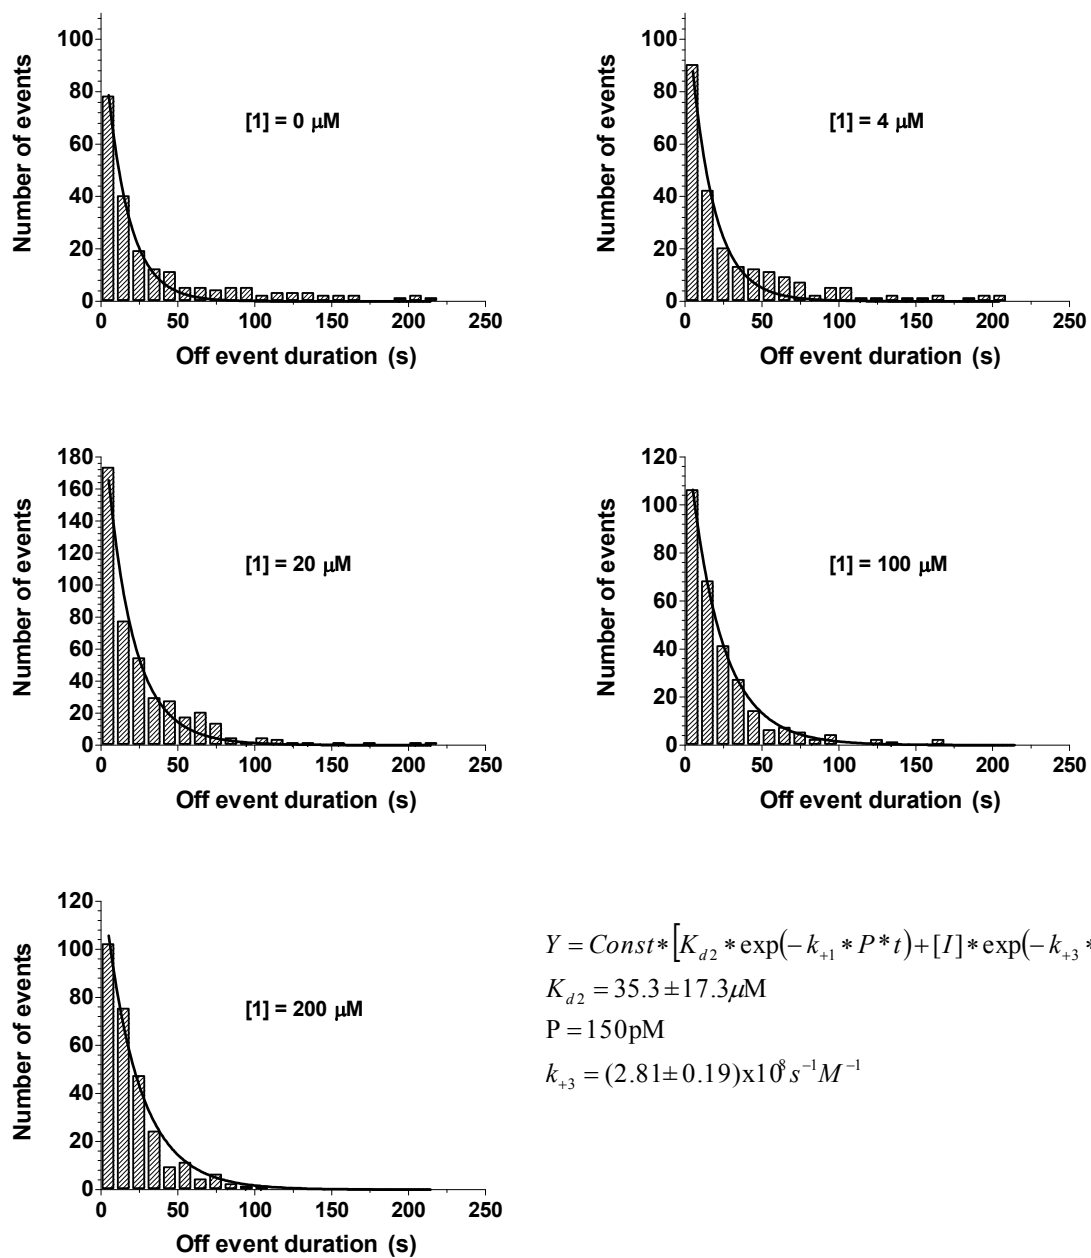 Number of events
100
80
60
40
20
0
[1] = 0 μM
0 50 100 150 200 250
Off event duration (s)
Number of events
100
80
60
40
20
0
[1] = 4 μM
0 50 100 150 200 250
Off event duration (s)
Number of events
180
160
140
120
100
80
60
40
20
0
[1] = 20 μM
0 50 100 150 200 250
Off event duration (s)
Number of events
120
100
80
60
40
20
0
[1] = 100 μM
0 50 100 150 200 250
Off event duration (s)
Number of events
120
100
80
60
40
20
0
[1] = 200 μM
0 50 100 150 200 250
Off event duration (s)
Y = Const * [K_{d2} * exp(-k_{+1} * P * t) + [I] * exp(-k_{+3} *
K_{d2} = 35.3 ± 17.3μM
P = 150pM
k_{+3} = (2.81 ± 0.19)x10^8 s^{-1} M^{-1}